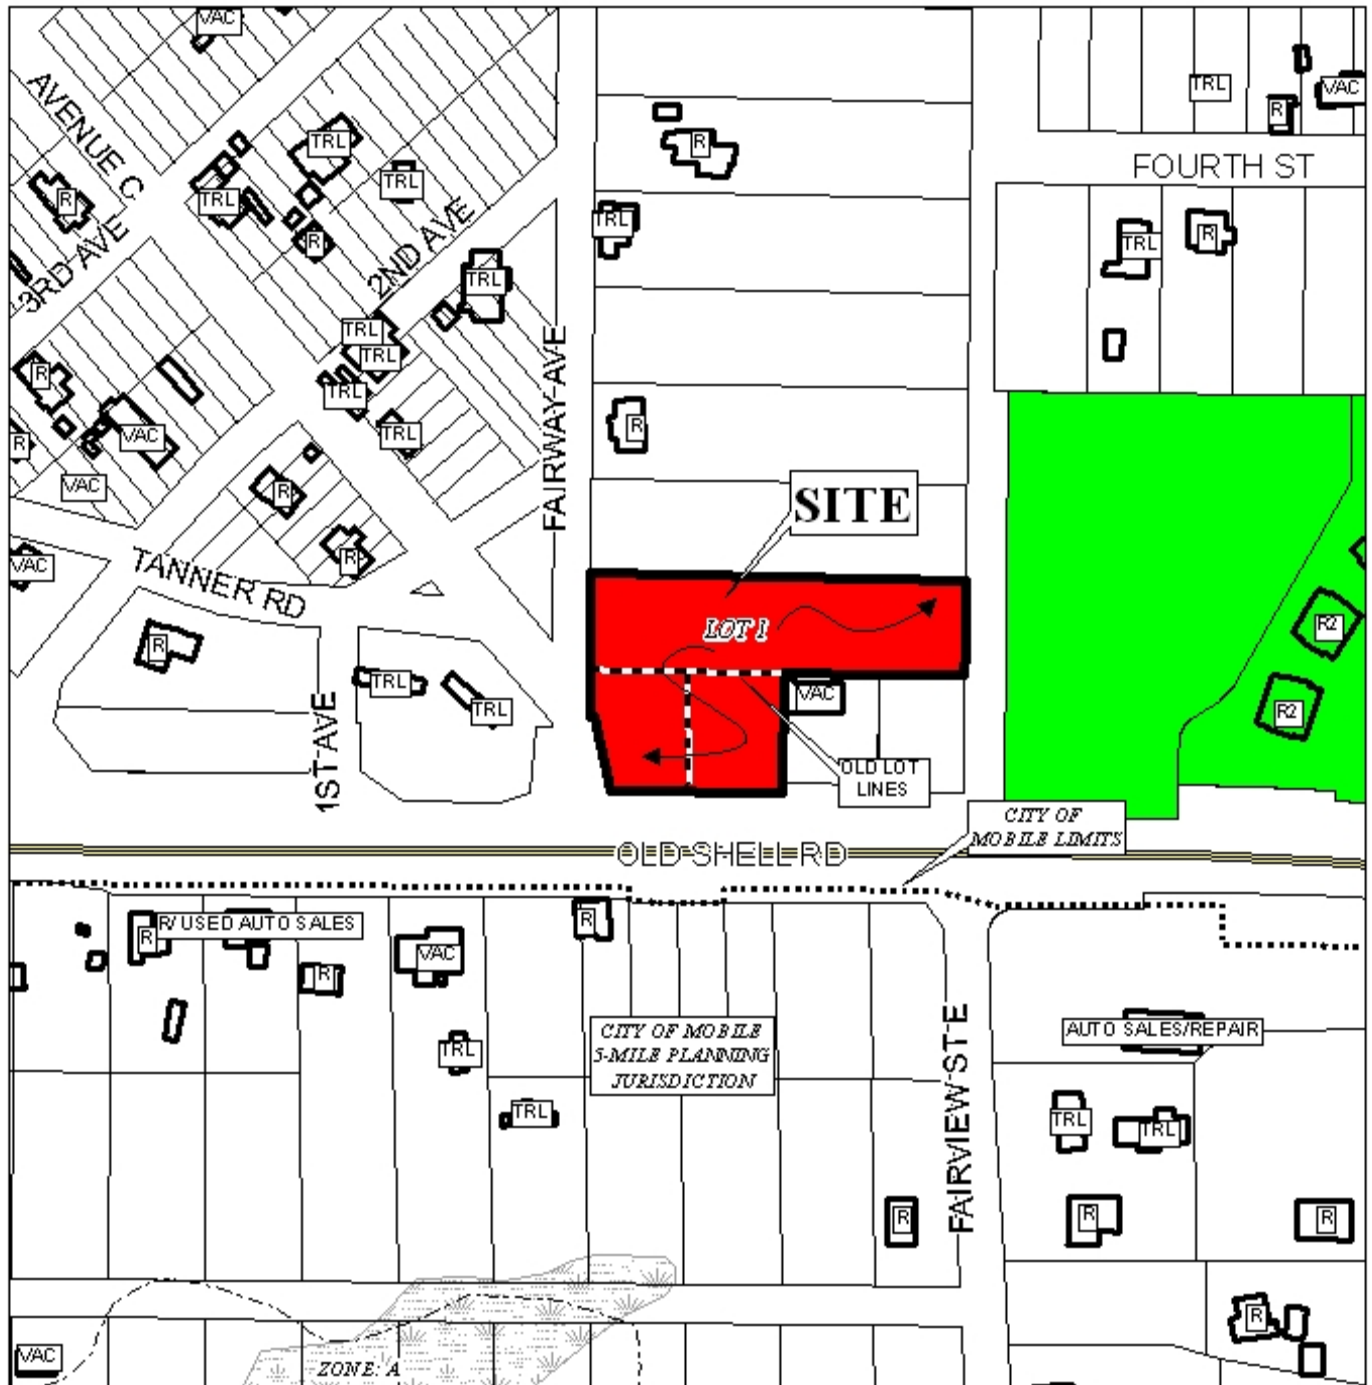 VAC
TRL
VAC
R
AVENUE C
TRL
R
FOURTH ST
TRL
TRL
R
TRL
TRL
R
R
TRL
3RD AVE
2ND AVE
TRL
TRL
TRL
FAIRWAY AVE
R
TRL
R
R
VAC
TRL
VAC
R
SITE
R
VAC
TANNER RD
LOT 1
R2
R
TRL
TRL
VAC
R2
1ST AVE
OLD LOT
LINES
CITY OF
MOBILE LIMITS
OLD SHELL RD
R
R/ USED AUTO SALES
R
VAC
R
CITY OF MOBILE
5-MILE PLANNING
JURISDICTION
AUTO SALES/REPAIR
TRL
TRL
TRL
TRL
FAIRVIEW ST E
R
R
R
R
VAC
ZONE: A